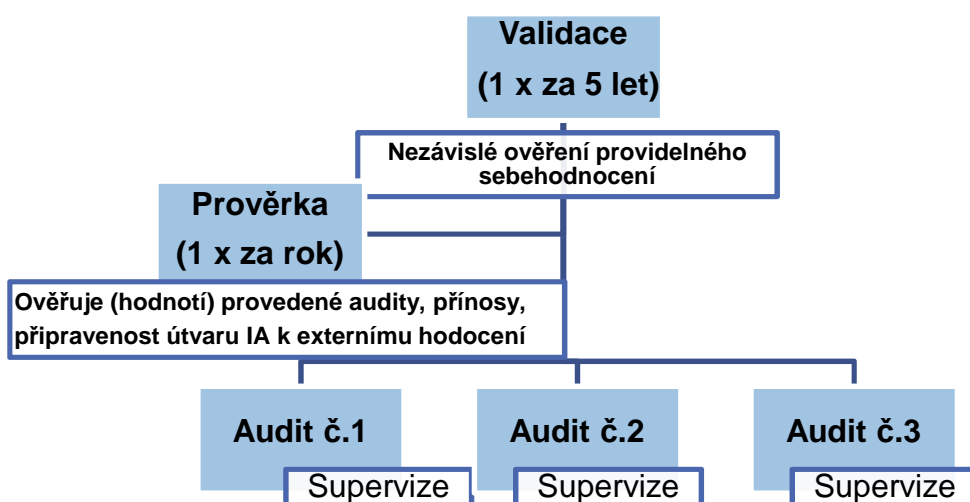 Validace
(1 x za 5 let)
Nezávislé ověření providelného
sebehodnocení
Prověrka
(1 x za rok)
Ověřuje (hodnotí) provedené audity, přínosy,
připravenost útvaru IA k externímu hodocení
Audit č.1
Audit č.2
Audit č.3
Supervize
Supervize
Supervize